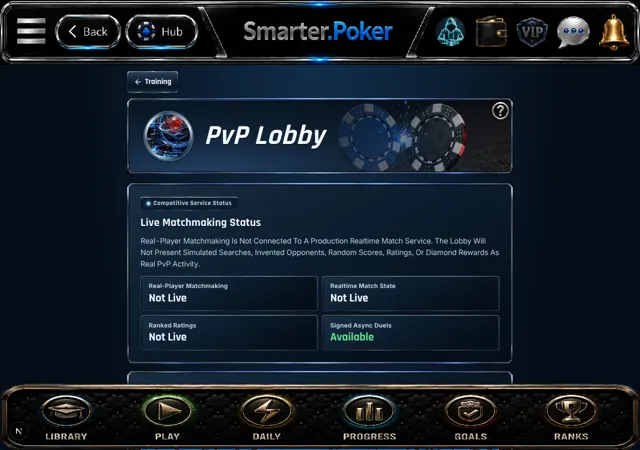 Back
Hub
Smarter.Poker
VIP
← Training
PvP Lobby
?
Competitive Service Status
Live Matchmaking Status
Real-Player Matchmaking Is Not Connected To A Production Realtime Match Service. The Lobby Will
Not Present Simulated Searches, Invented Opponents, Random Scores, Ratings, Or Diamond Rewards As
Real PvP Activity.
Real-Player Matchmaking
Not Live
Realtime Match State
Not Live
Ranked Ratings
Not Live
Signed Async Duels
Available
N
LIBRARY
PLAY
DAILY
PROGRESS
GOALS
RANKS